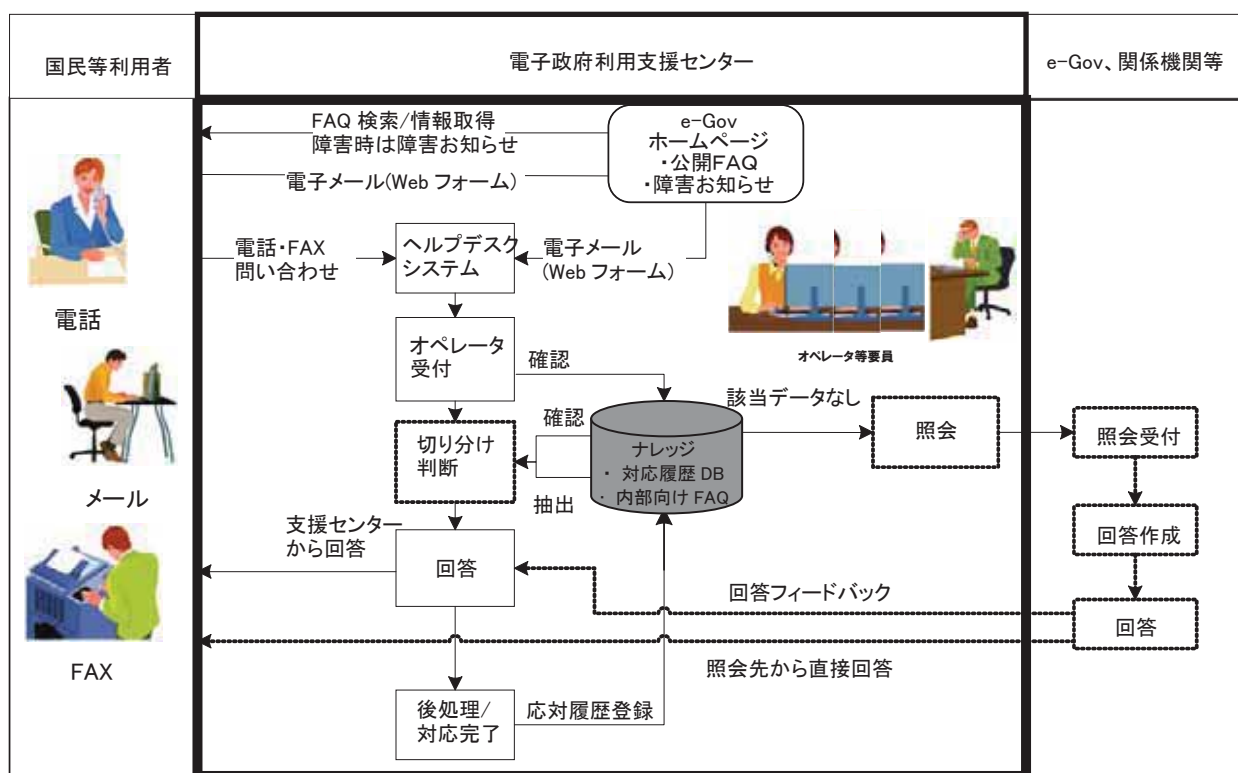 国民等利用者
電子政府利用支援センター
e-Gov、関係機関等
FAQ 検索/情報取得
障害時は障害お知らせ
e-Gov
ホームページ
・公開FAQ
・障害お知らせ
電子メール(Web フォーム)
電話・FAX
問い合わせ
ヘルプデスク
システム
電子メール
(Web フォーム)
電話
オペレータ
受付
オペレータ等要員
確認
該当データなし
メール
切り分け
判断
確認
抽出
ナレッジ
・ 対応履歴 DB
・ 内部向け FAQ
照会
照会受付
支援センター
から回答
回答
回答作成
回答フィードバック
回答
FAX
照会先から直接回答
後処理/
対応完了
応対履歴登録